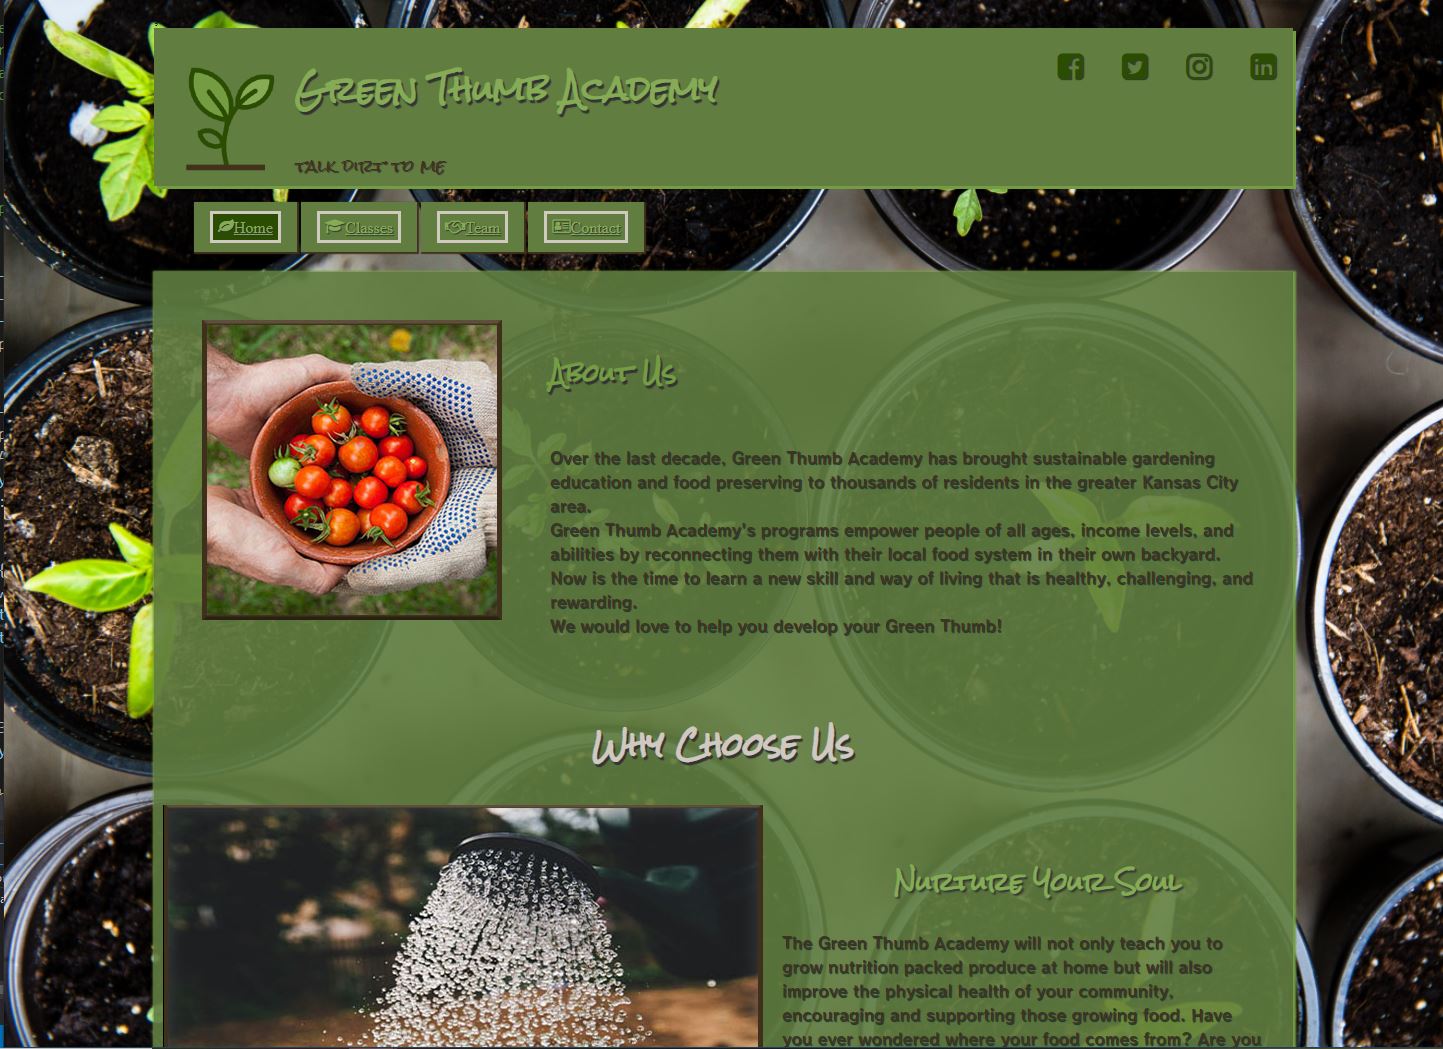 Green Thumb Academy
Talk Dirt To Me
Home Classes Team Contact
About Us
Over the last decade, Green Thumb Academy has brought sustainable gardening
education and food preserving to thousands of residents in the greater Kansas City
area.
Green Thumb Academy's programs empower people of all ages, income levels, and
abilities by reconnecting them with their local food system in their own backyard.
Now is the time to learn a new skill and way of living that is healthy, challenging, and
rewarding.
We would love to help you develop your Green Thumb!
Why Choose Us
Nurture Your Soul
The Green Thumb Academy will not only teach you to
grow nutrition packed produce at home but will also
improve the physical health of your community,
encouraging and supporting those growing food. Have
you ever wondered where your food comes from? Are you